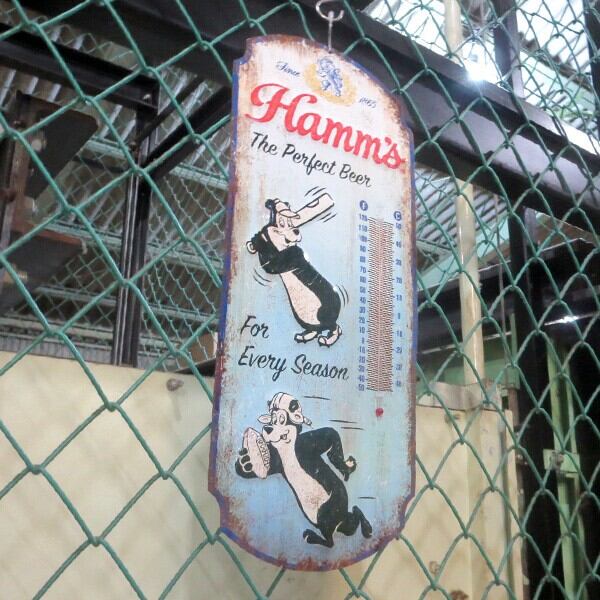 Since 1865
Hamm's
The Perfect Beer
F C
For
Every Season